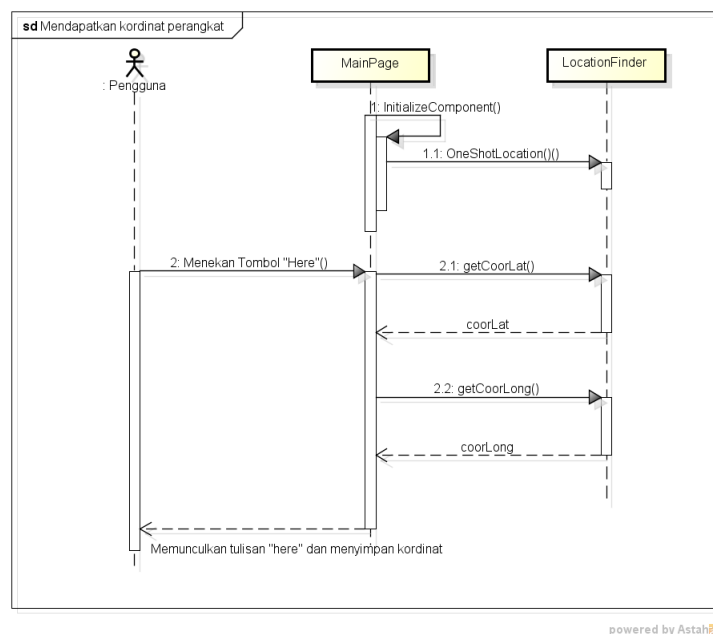 sd Mendapatkan kordinat perangkat
: Pengguna
MainPage
LocationFinder
1: InitializeComponent()
1.1: OneShotLocation()()
2: Menekan Tombol "Here"()
2.1: getCoorLat()
coorLat
2.2: getCoorLong()
coorLong
Memunculkan tulisan "here" dan menyimpan kordinat
powered by Astah